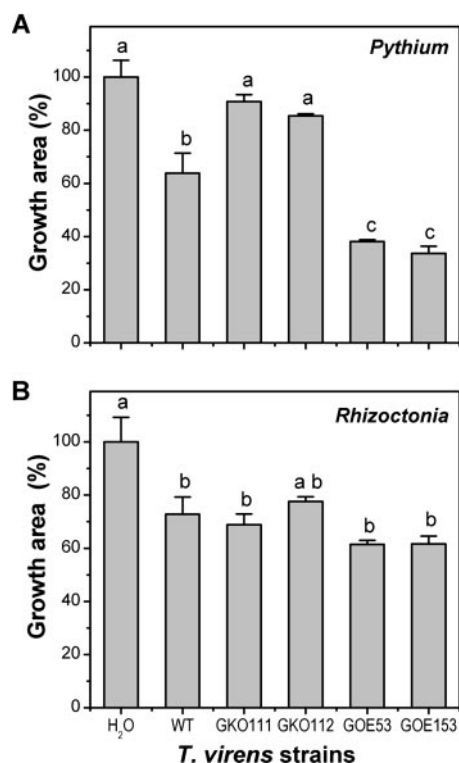 A
Pythium
Growth area (%)
100
80
60
40
20
0
a
b
a
a
c
c
B
Rhizoctonia
Growth area (%)
100
80
60
40
20
0
a
b
b
a b
b
b
H₂O WT GKO111 GKO112 GOE53 GOE153
T. virens strains